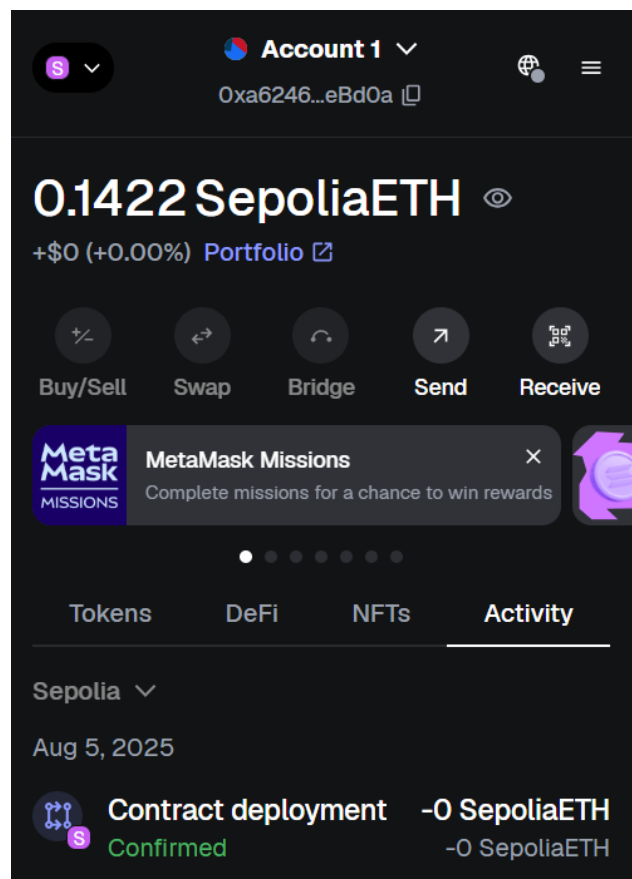 S
Account 1
0xa6246...eBd0a
0.1422 SepoliaETH
+$0 (+0.00%) Portfolio
Buy/Sell Swap Bridge Send Receive
Meta
Mask
MISSIONS
MetaMask Missions
Complete missions for a chance to win rewards
Tokens DeFi NFTs Activity
Sepolia
Aug 5, 2025
Contract deployment -0 SepoliaETH
S
Confirmed -0 SepoliaETH